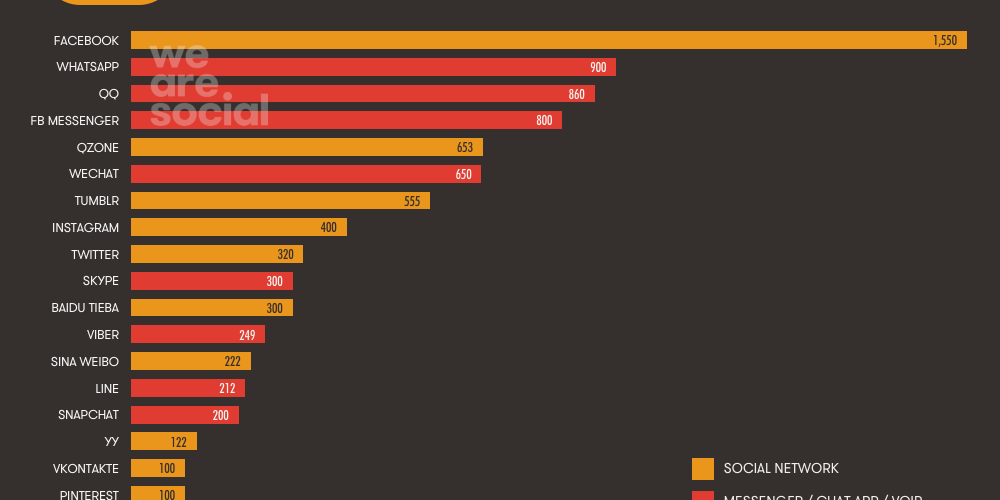 FACEBOOK 1,550
we
WHATSAPP 900
are
QQ 860
social
FB MESSENGER 800
QZONE 653
WECHAT 650
TUMBLR 555
INSTAGRAM 400
TWITTER 320
SKYPE 300
BAIDU TIEBA 300
VIBER 249
SINA WEIBO 222
LINE 212
SNAPCHAT 200
YY 122
VKONTAKTE 100
SOCIAL NETWORK
PINTEREST 100
MESSENGER / CHAT APP / VOIP